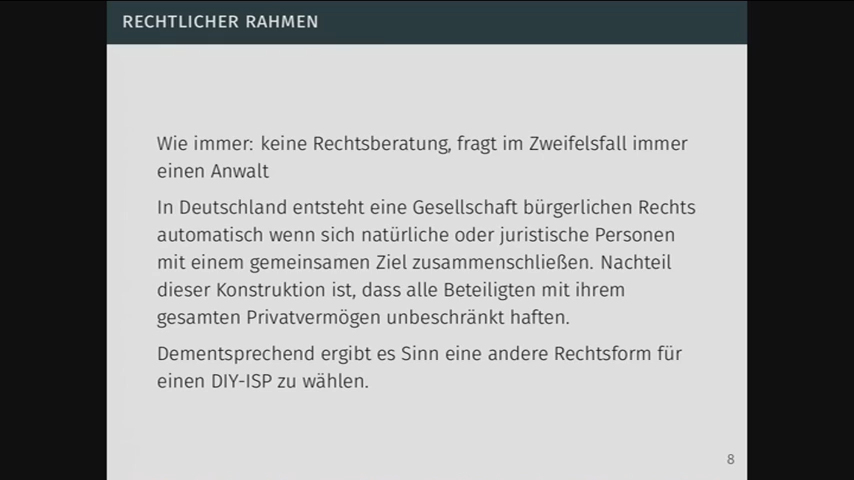 RECHTLICHER RAHMEN
Wie immer: keine Rechtsberatung, fragt im Zweifelsfall immer
einen Anwalt
In Deutschland entsteht eine Gesellschaft bürgerlichen Rechts
automatisch wenn sich natürliche oder juristische Personen
mit einem gemeinsamen Ziel zusammenschließen. Nachteil
dieser Konstruktion ist, dass alle Beteiligten mit ihrem
gesamten Privatvermögen unbeschränkt haften.
Dementsprechend ergibt es Sinn eine andere Rechtsform für
einen DIY-ISP zu wählen.
8